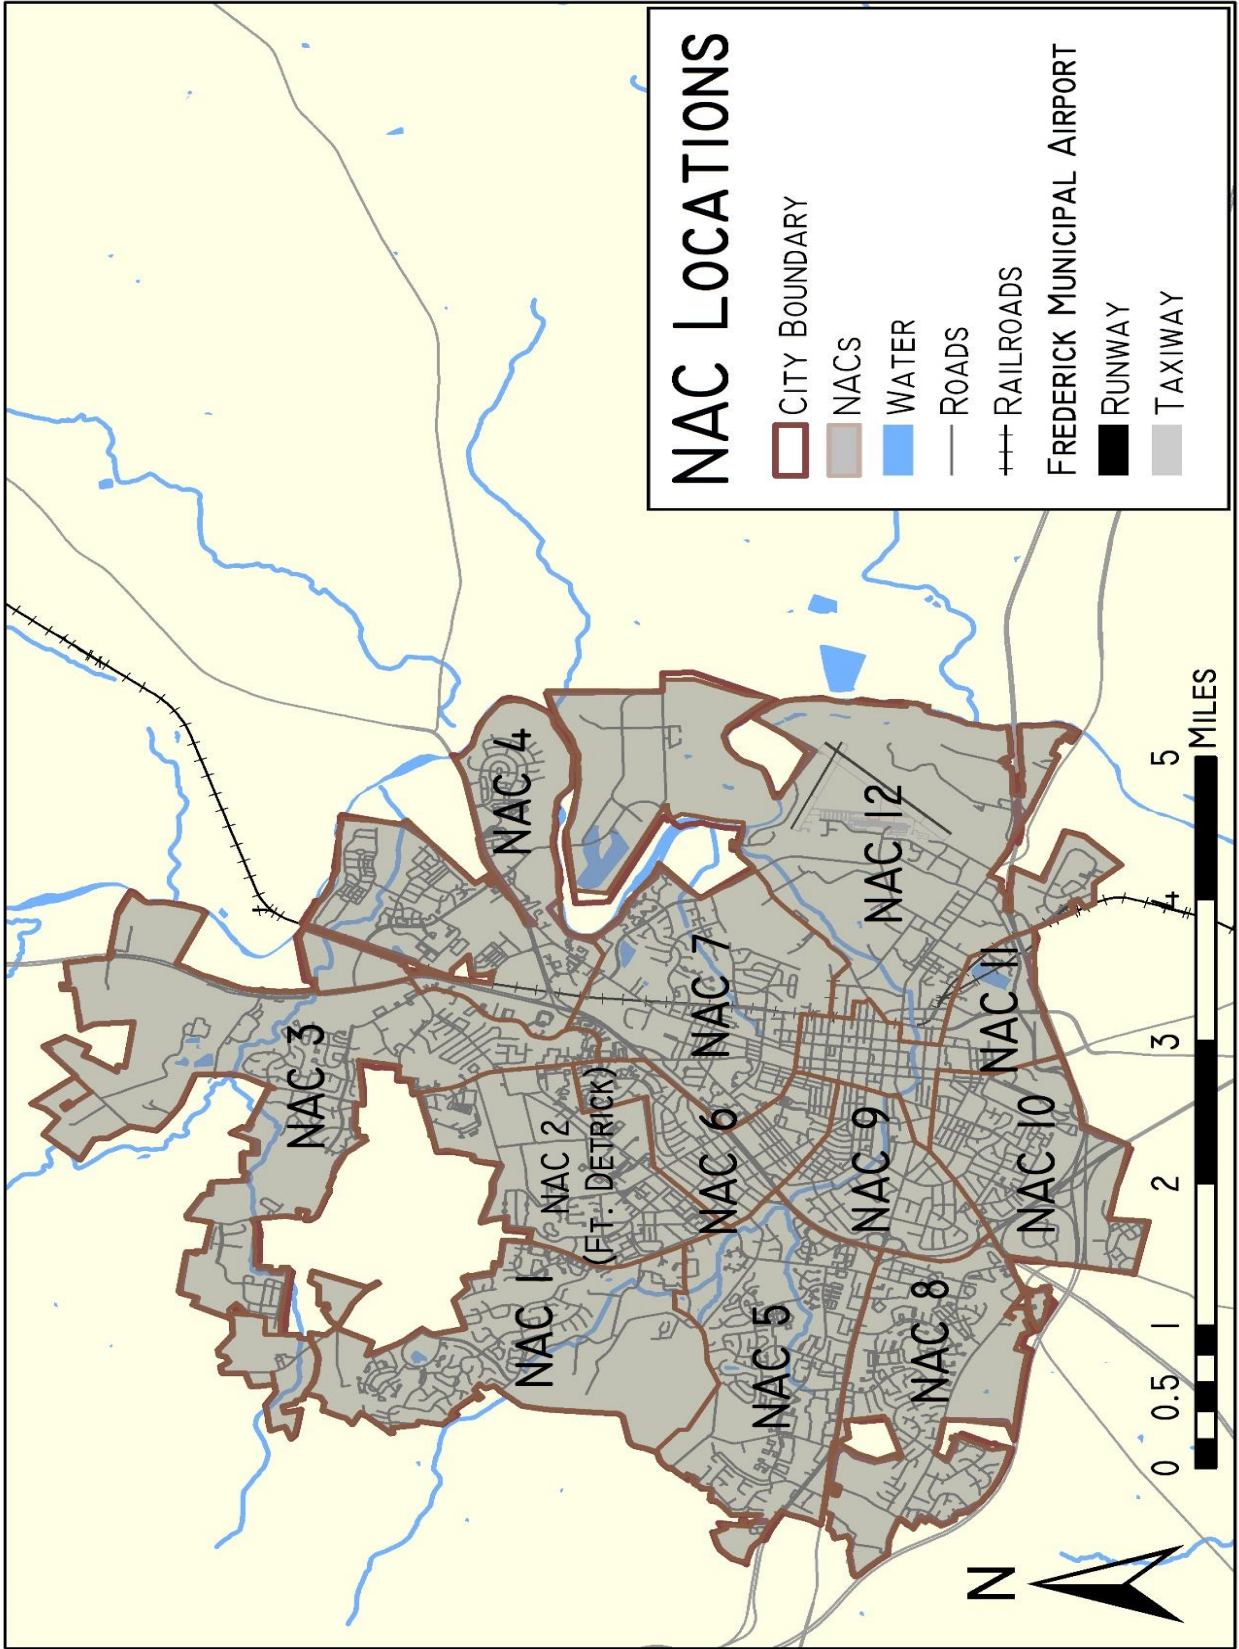 NAC LOCATIONS
CITY BOUNDARY
NACS
WATER
ROADS
RAILROADS
FREDERICK MUNICIPAL AIRPORT
RUNWAY
TAXIWAY
NAC 3
NAC 4
NAC 1
NAC 2
(FT. DETRICK)
NAC 7
NAC 6
NAC 5
NAC 12
NAC 9
NAC 8
NAC 11
NAC 10
N
0 0.5 1 2 3 4 5
MILES